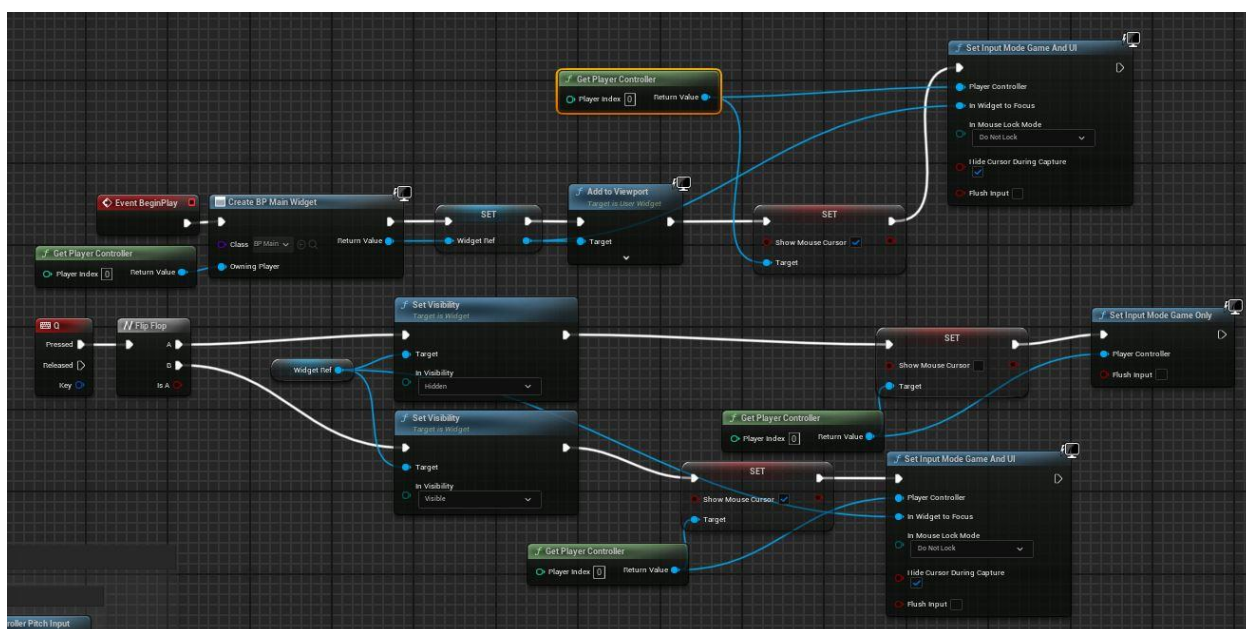 Set Input Mode Game And UI
Player Controller
In Widget to Focus
In Mouse Lock Mode
Do Not Lock
Hide Cursor During Capture
Flush Input
Get Player Controller
Player Index 0 Return Value
Event BeginPlay
Create BP Main Widget
Class BP Main Return Value
Owning Player
Get Player Controller
Player Index 0 Return Value
SET
Widget Ref
Add to Viewport
Target is User Widget
Target
SET
Show Mouse Cursor
Target
Q
Pressed
Released
Key
Flip Flop
A
B
Is A
Widget Ref
Set Visibility
Target is Widget
Target
In Visibility
Hidden
Set Visibility
Target is Widget
Target
In Visibility
Visible
SET
Show Mouse Cursor
Target
Get Player Controller
Player Index 0 Return Value
Set Input Mode Game Only
Player Controller
Flush Input
SET
Show Mouse Cursor
Target
Get Player Controller
Player Index 0 Return Value
Set Input Mode Game And UI
Player Controller
In Widget to Focus
In Mouse Lock Mode
Do Not Lock
Hide Cursor During Capture
Flush Input
roller Pitch Input